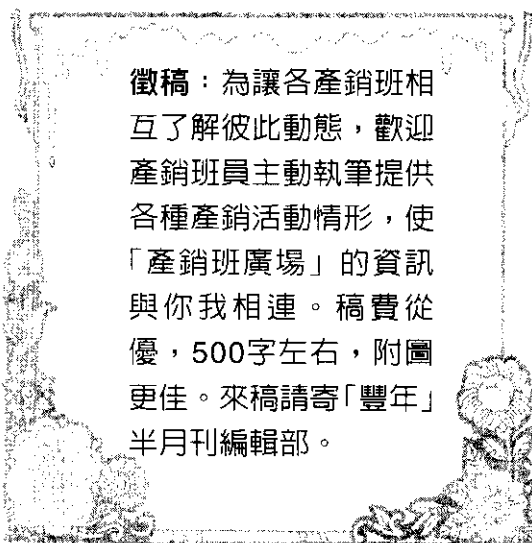 徵稿：為讓各產銷班相
互了解彼此動態，歡迎
產銷班員主動執筆提供
各種產銷活動情形，使
「產銷班廣場」的資訊
與你我相連。稿費從
優，500字左右，附圖
更佳。來稿請寄「豐年」
半月刊編輯部。